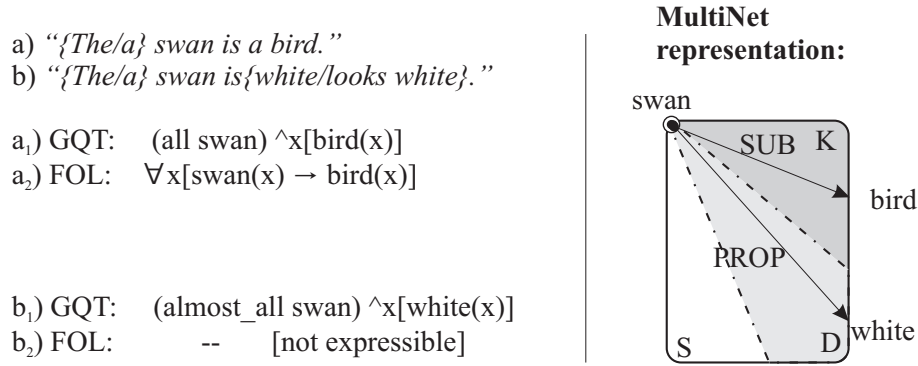 a) “{The/a} swan is a bird.”
b) “{The/a} swan is{white/looks white}.”
a₁) GQT: (all swan) ^x[bird(x)]
a₂) FOL: ∀x[swan(x) → bird(x)]
b₁) GQT: (almost_all swan) ^x[white(x)]
b₂) FOL: -- [not expressible]
MultiNet
representation:
swan
SUB K
bird
PROP
white
S D